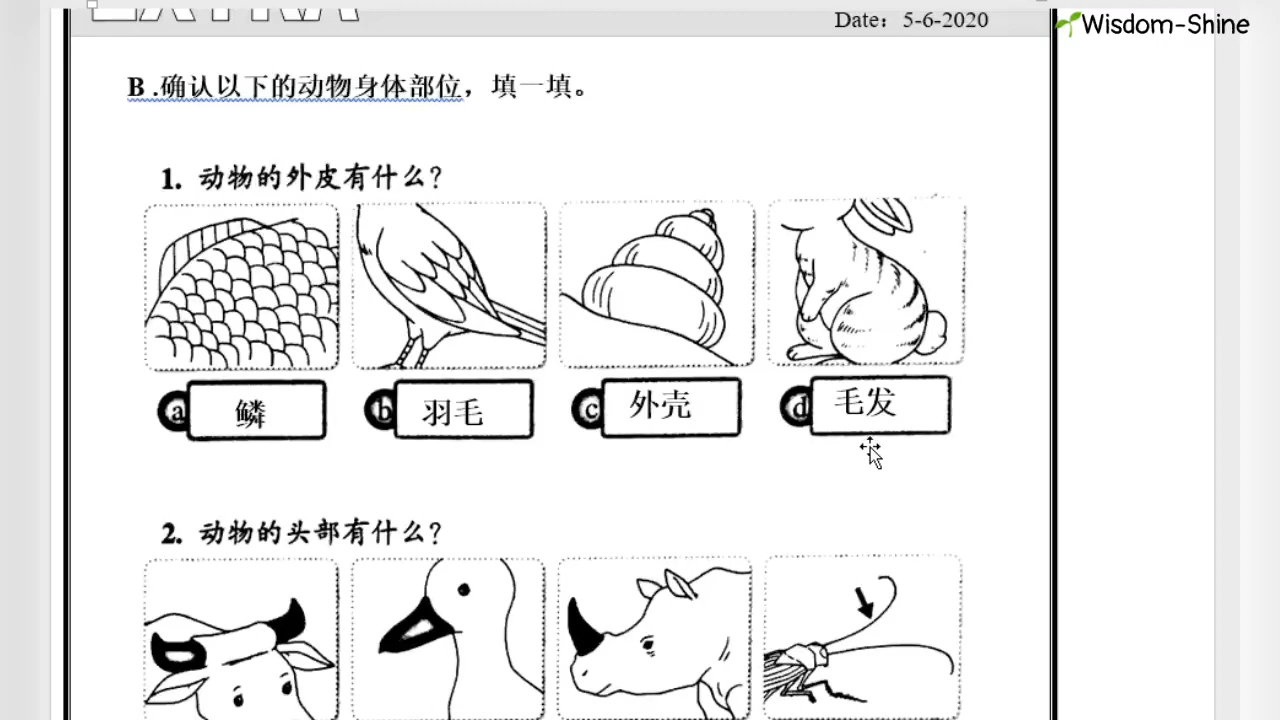 Date：5-6-2020
Wisdom-Shine
B .确认以下的动物身体部位，填一填。
1. 动物的外皮有什么？
a 鳞
b 羽毛
c 外壳
d 毛发
2. 动物的头部有什么？